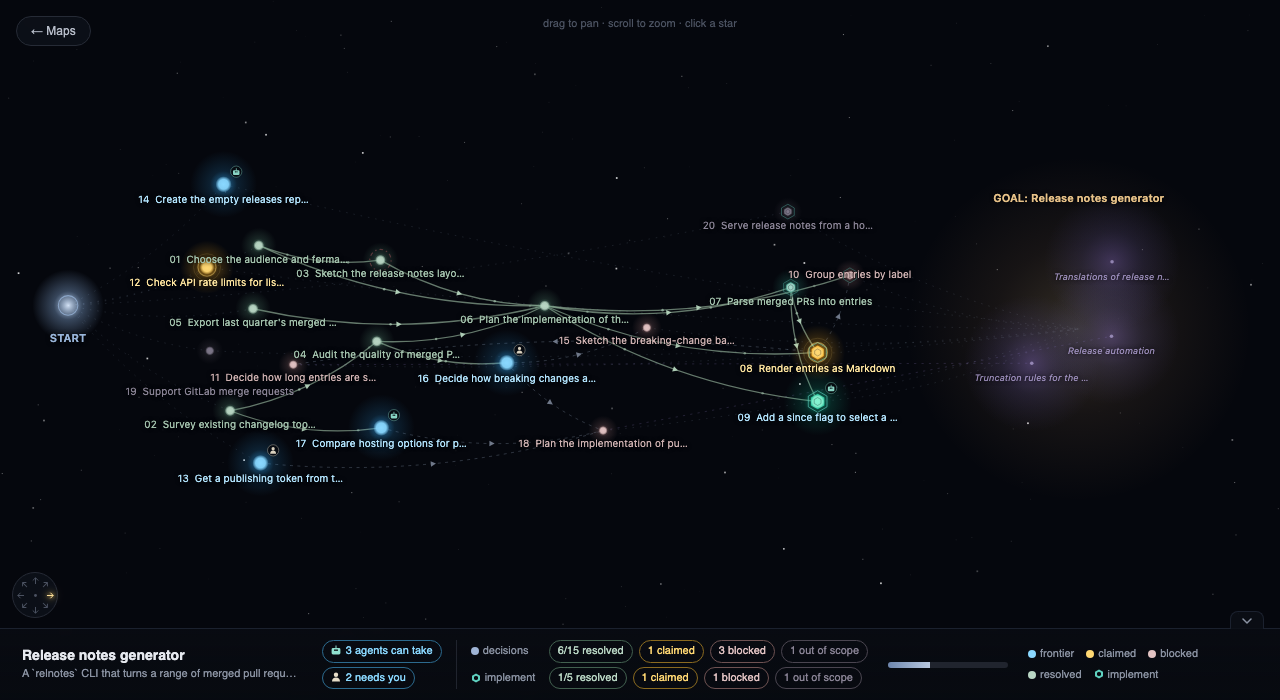 ← Maps
drag to pan · scroll to zoom · click a star
14 Create the empty releases rep...
01 Choose the audience and forma...
03 Sketch the release notes layo...
12 Check API rate limits for lis...
05 Export last quarter's merged ...
06 Plan the implementation of th...
START
04 Audit the quality of merged P...
11 Decide how long entries are s...
19 Support GitLab merge requests
16 Decide how breaking changes a...
15 Sketch the breaking-change ba...
02 Survey existing changelog too...
17 Compare hosting options for p...
18 Plan the implementation of pu...
13 Get a publishing token from t...
20 Serve release notes from a ho...
10 Group entries by label
07 Parse merged PRs into entries
08 Render entries as Markdown
09 Add a since flag to select a ...
GOAL: Release notes generator
Translations of release n...
Release automation
Truncation rules for the ...
Release notes generator
A `relnotes` CLI that turns a range of merged pull requ...
3 agents can take
2 needs you
decisions
6/15 resolved
1 claimed
3 blocked
1 out of scope
implement
1/5 resolved
1 claimed
1 blocked
1 out of scope
frontier
claimed
blocked
resolved
implement